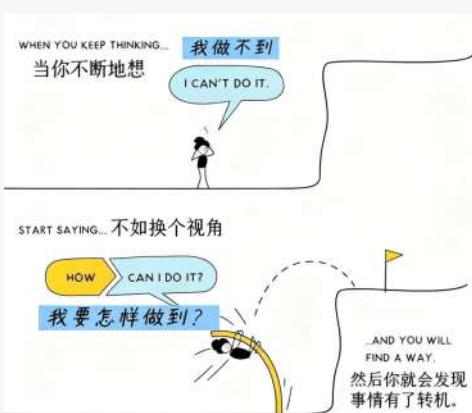 WHEN YOU KEEP THINKING...
我做不到
当你不断地想
I CAN'T DO IT.
START SAYING...不如换个视角
HOW
CAN I DO IT?
我要怎样做到？
...AND YOU WILL
FIND A WAY.
然后你就会发现
事情有了转机。